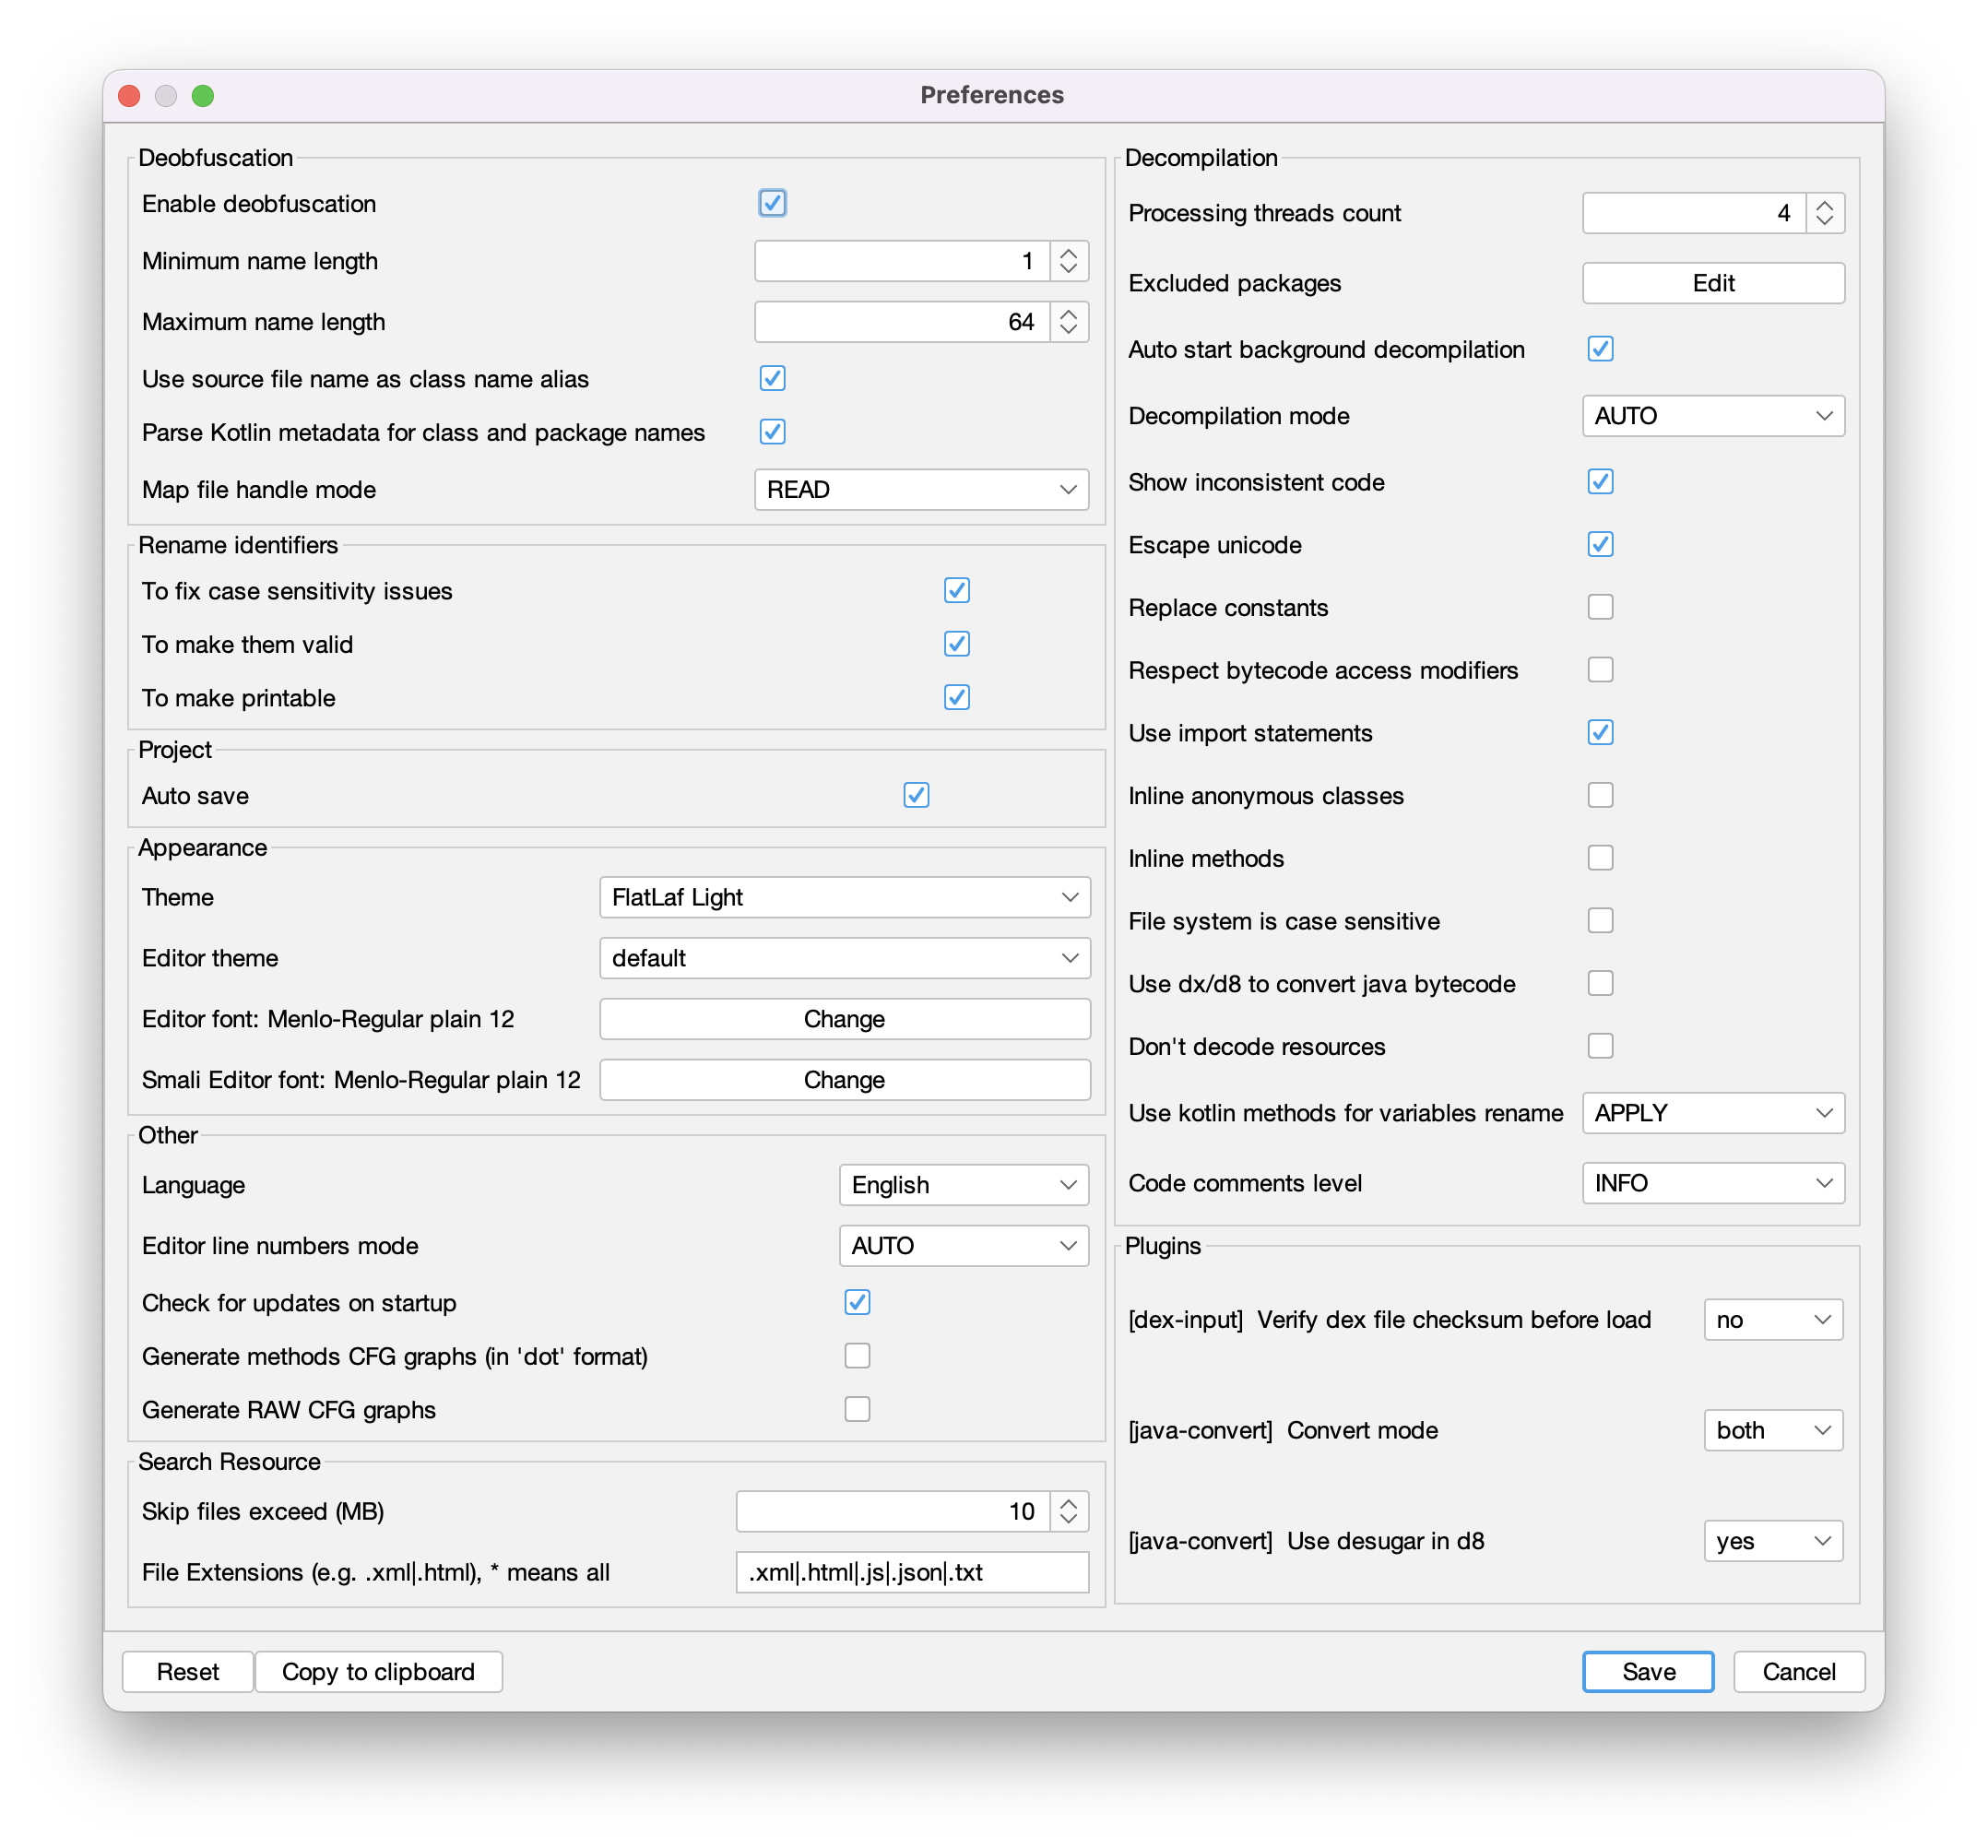 Preferences
Deobfuscation
Enable deobfuscation
Minimum name length 1
Maximum name length 64
Use source file name as class name alias
Parse Kotlin metadata for class and package names
Map file handle mode READ
Rename identifiers
To fix case sensitivity issues
To make them valid
To make printable
Project
Auto save
Appearance
Theme FlatLaf Light
Editor theme default
Editor font: Menlo-Regular plain 12 Change
Smali Editor font: Menlo-Regular plain 12 Change
Other
Language English
Editor line numbers mode AUTO
Check for updates on startup
Generate methods CFG graphs (in 'dot' format)
Generate RAW CFG graphs
Search Resource
Skip files exceed (MB) 10
File Extensions (e.g. .xml|.html), * means all .xml|.html|.js|.json|.txt
Decompilation
Processing threads count 4
Excluded packages Edit
Auto start background decompilation
Decompilation mode AUTO
Show inconsistent code
Escape unicode
Replace constants
Respect bytecode access modifiers
Use import statements
Inline anonymous classes
Inline methods
File system is case sensitive
Use dx/d8 to convert java bytecode
Don't decode resources
Use kotlin methods for variables rename APPLY
Code comments level INFO
Plugins
[dex-input] Verify dex file checksum before load no
[java-convert] Convert mode both
[java-convert] Use desugar in d8 yes
Reset Copy to clipboard Save Cancel